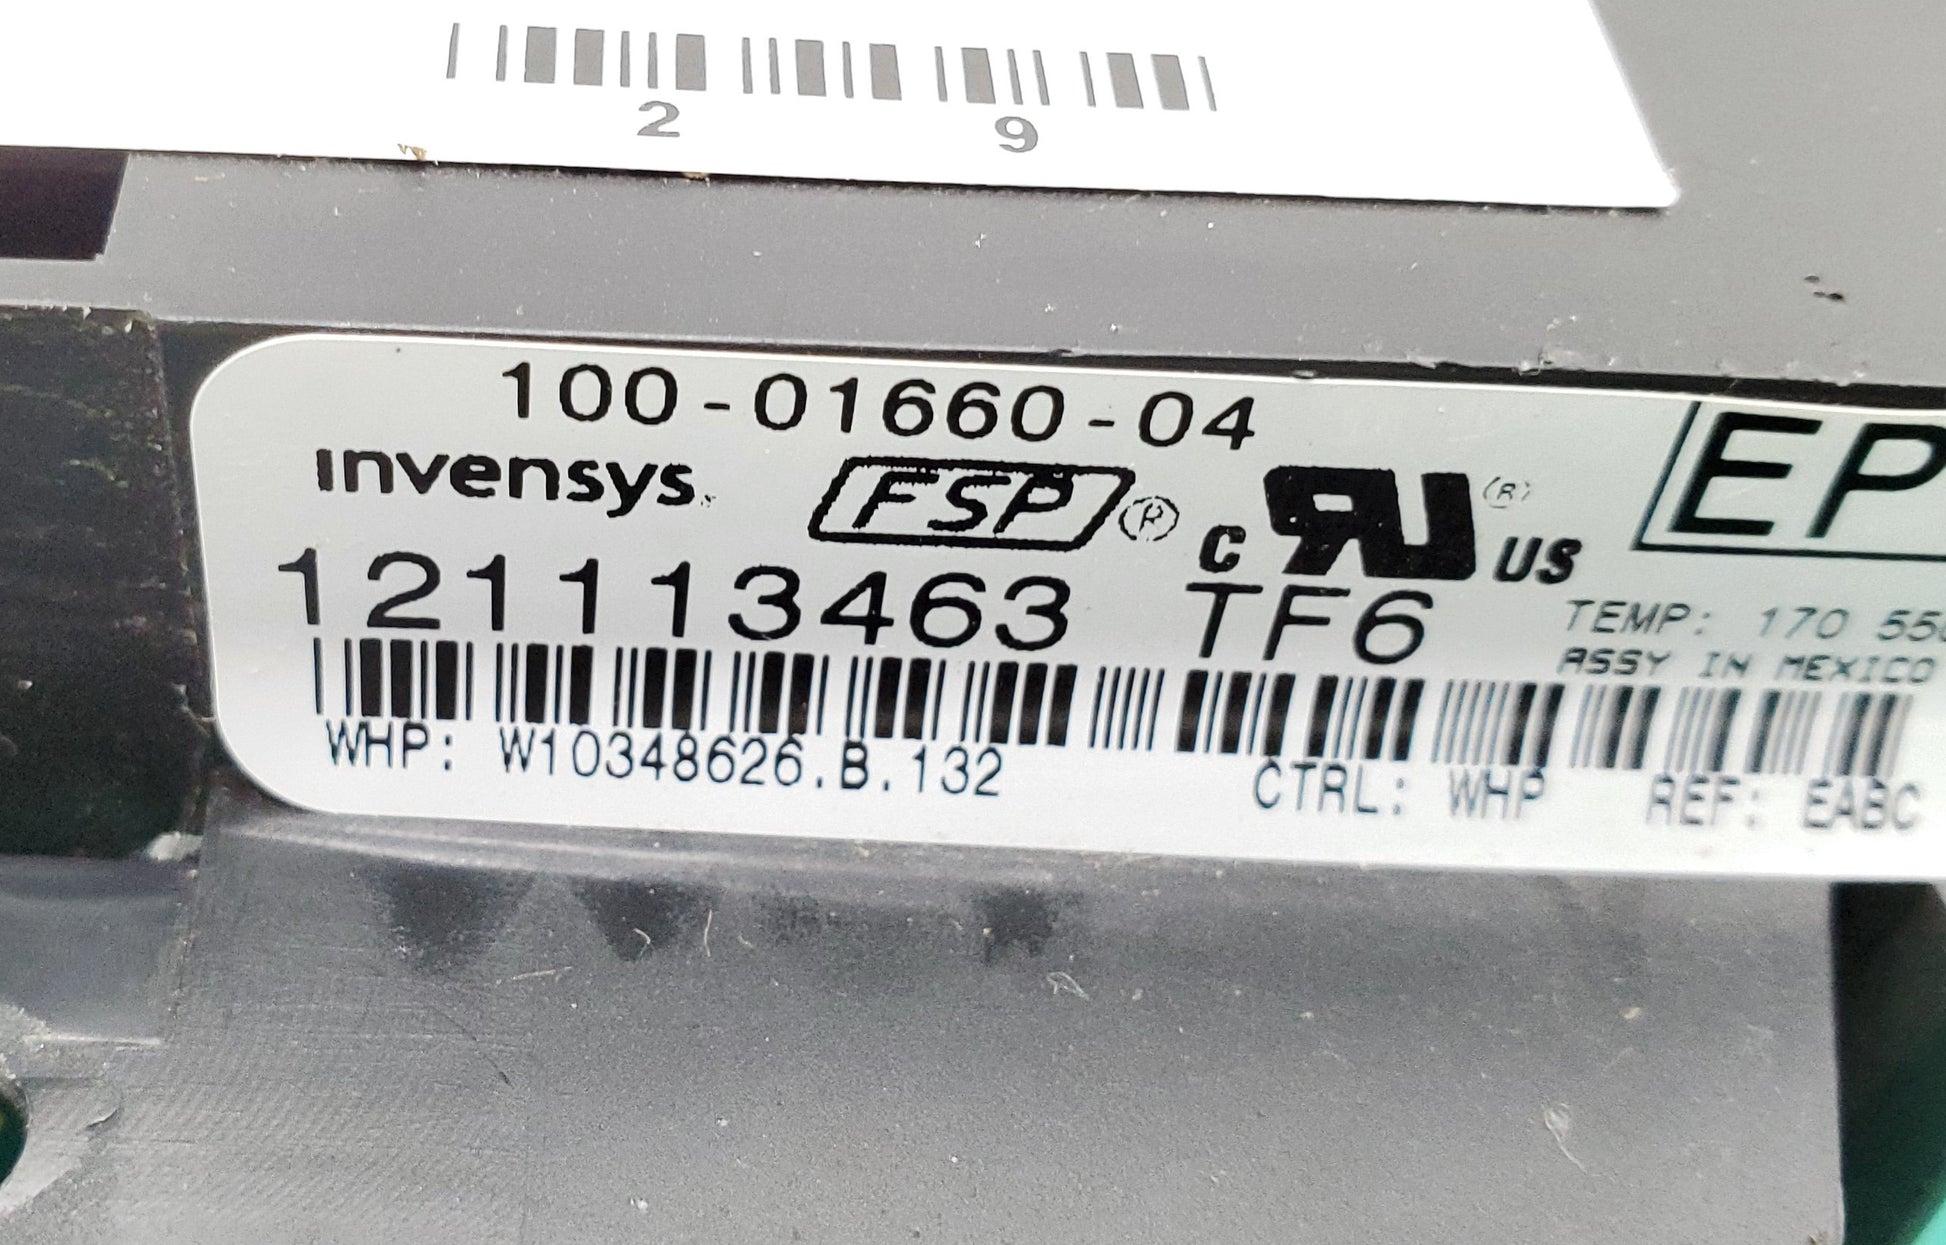 2 9
100-01660-04
invensys FSP ® c RU (R) US EP
121113463 TF6
TEMP: 170 55
ASSY IN MEXICO
WHP: W10348626.B.132 CTRL: WHP REF: EABC